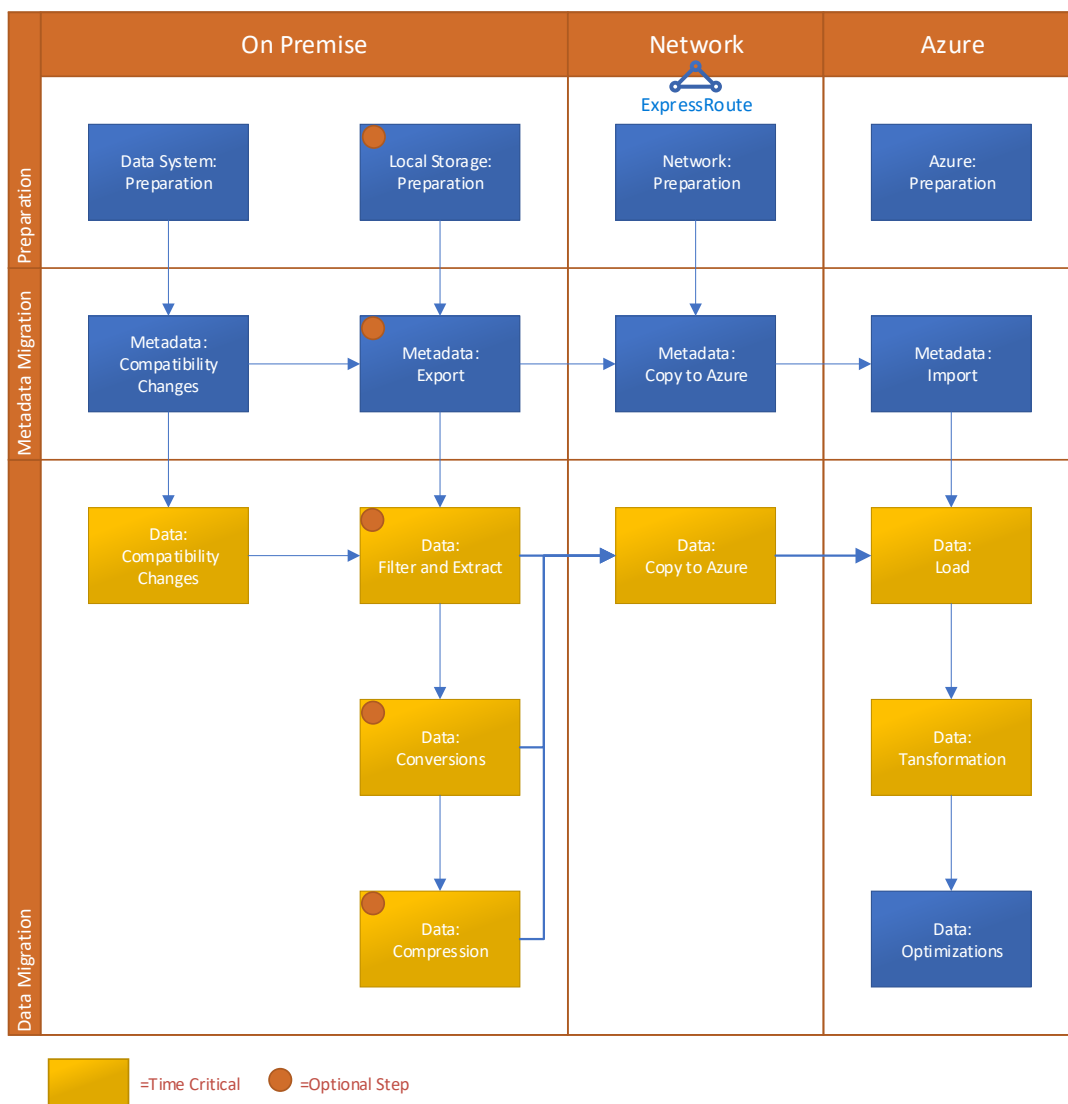 On Premise
Network
Azure
ExpressRoute
Preparation
Data System:
Preparation
Local Storage:
Preparation
Network:
Preparation
Azure:
Preparation
Metadata Migration
Metadata:
Compatibility
Changes
Metadata:
Export
Metadata:
Copy to Azure
Metadata:
Import
Data Migration
Data:
Compatibility
Changes
Data:
Filter and Extract
Data:
Copy to Azure
Data:
Load
Data:
Conversions
Data:
Tansformation
Data:
Compression
Data:
Optimizations
=Time Critical
=Optional Step